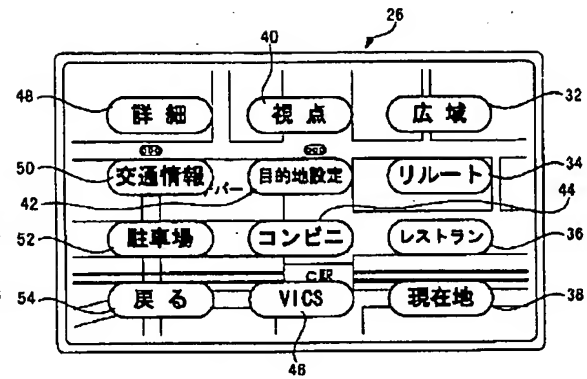 26
40
48 詳細 視点 広域 32
50 交通情報 目的地設定 リルート 34
42 バー 44
52 駐車場 コンビニ レストラン 36
C駅
54 戻る VICS 現在地 38
46